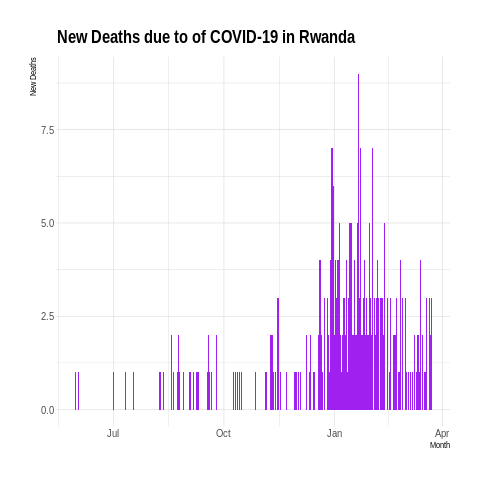 New Deaths due to of COVID-19 in Rwanda
New Deaths
7.5
5.0
2.5
0.0
Jul Oct Jan Apr
Month